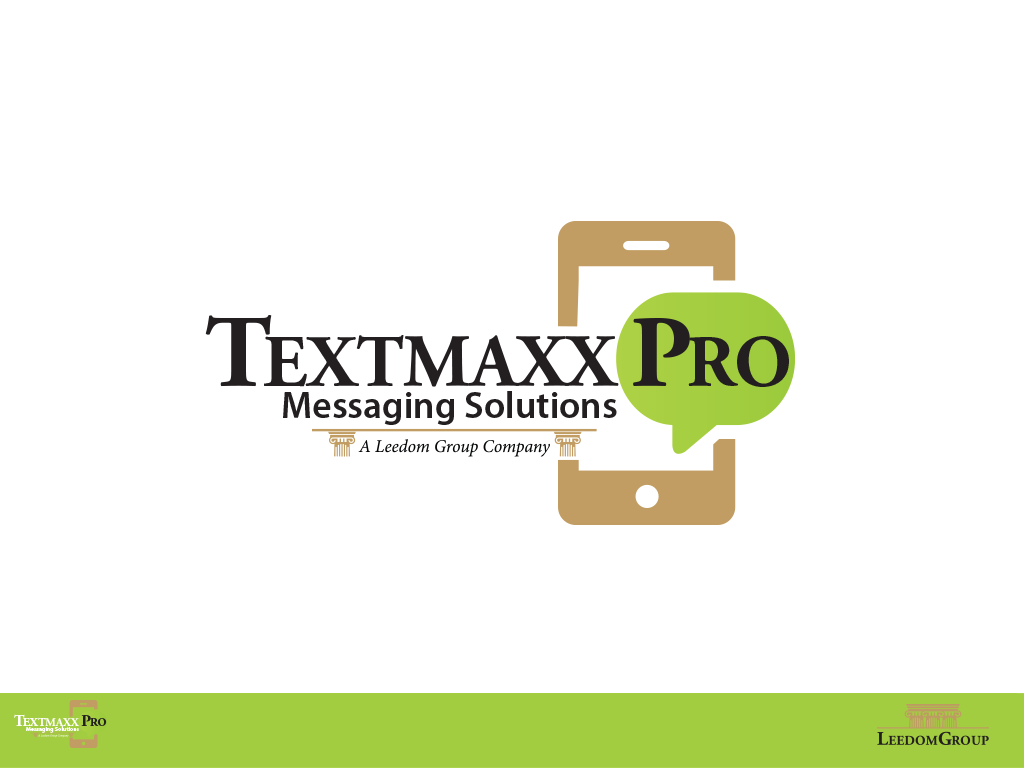 TEXTMAXX PRO
Messaging Solutions
A Leedom Group Company
TEXTMAXX PRO
Messaging Solutions
LEEDOMGROUP